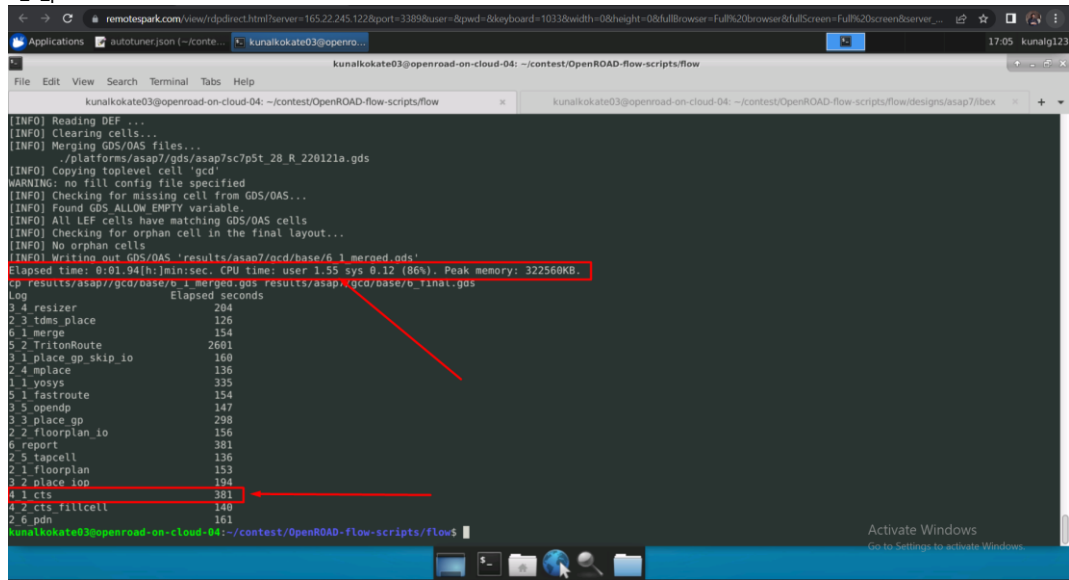 remotespark.com/view/rdpdirect.html?server=165.22.245.122&port=3389&user=&pwd=&keyboard=1033&width=0&height=0&fullBrowser=Full%20browser&fullScreen=Full%20screen&server_...
Applications autotuner.json (~/conte... kunalkokate03@openro... 17:05 kunalg123
kunalkokate03@openroad-on-cloud-04: ~/contest/OpenROAD-flow-scripts/flow
File Edit View Search Terminal Tabs Help
kunalkokate03@openroad-on-cloud-04: ~/contest/OpenROAD-flow-scripts/flow × kunalkokate03@openroad-on-cloud-04: ~/contest/OpenROAD-flow-scripts/flow/designs/asap7/ibex ×
[INFO] Reading DEF ...
[INFO] Clearing cells...
[INFO] Merging GDS/OAS files...
./platforms/asap7/gds/asap7sc7p5t_28_R_220121a.gds
[INFO] Copying toplevel cell 'gcd'
WARNING: no fill config file specified
[INFO] Checking for missing cell from GDS/OAS...
[INFO] Found GDS_ALLOW_EMPTY variable.
[INFO] All LEF cells have matching GDS/OAS cells
[INFO] Checking for orphan cell in the final layout...
[INFO] No orphan cells
[INFO] Writing out GDS/OAS 'results/asap7/gcd/base/6_1_merged.gds'
Elapsed time: 0:01.94[h:]min:sec. CPU time: user 1.55 sys 0.12 (86%). Peak memory: 322560KB.
cp results/asap7/gcd/base/6_1_merged.gds results/asap7/gcd/base/6_final.gds
Log Elapsed seconds
3_4_resizer 204
2_3_tdms_place 126
6_1_merge 154
5_2_TritonRoute 2601
3_1_place_gp_skip_io 160
2_4_mplace 136
1_1_yosys 335
5_1_fastroute 154
3_5_opendp 147
3_3_place_gp 298
2_2_floorplan_io 156
6_report 381
2_5_tapcell 136
2_1_floorplan 153
3_2_place_iop 194
4_1_cts 381
4_2_cts_fillcell 140
2_6_pdn 161
kunalkokate03@openroad-on-cloud-04:~/contest/OpenROAD-flow-scripts/flow$
Activate Windows
Go to Settings to activate Windows.